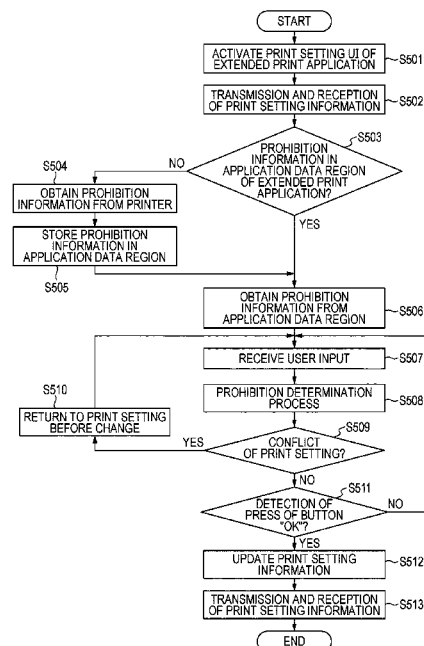 START
ACTIVATE PRINT SETTING UI OF
EXTENDED PRINT APPLICATION
S501
TRANSMISSION AND RECEPTION
OF PRINT SETTING INFORMATION
S502
S503
PROHIBITION
INFORMATION IN
APPLICATION DATA REGION
OF EXTENDED PRINT
APPLICATION?
NO
YES
S504
OBTAIN PROHIBITION
INFORMATION FROM PRINTER
STORE PROHIBITION
INFORMATION IN
APPLICATION DATA REGION
S505
OBTAIN PROHIBITION
INFORMATION FROM
APPLICATION DATA REGION
S506
RECEIVE USER INPUT
S507
PROHIBITION DETERMINATION
PROCESS
S508
S510
RETURN TO PRINT SETTING
BEFORE CHANGE
S509
CONFLICT
OF PRINT SETTING?
YES
NO
S511
DETECTION OF
PRESS OF BUTTON
"OK"?
NO
YES
UPDATE PRINT SETTING
INFORMATION
S512
TRANSMISSION AND RECEPTION
OF PRINT SETTING INFORMATION
S513
END